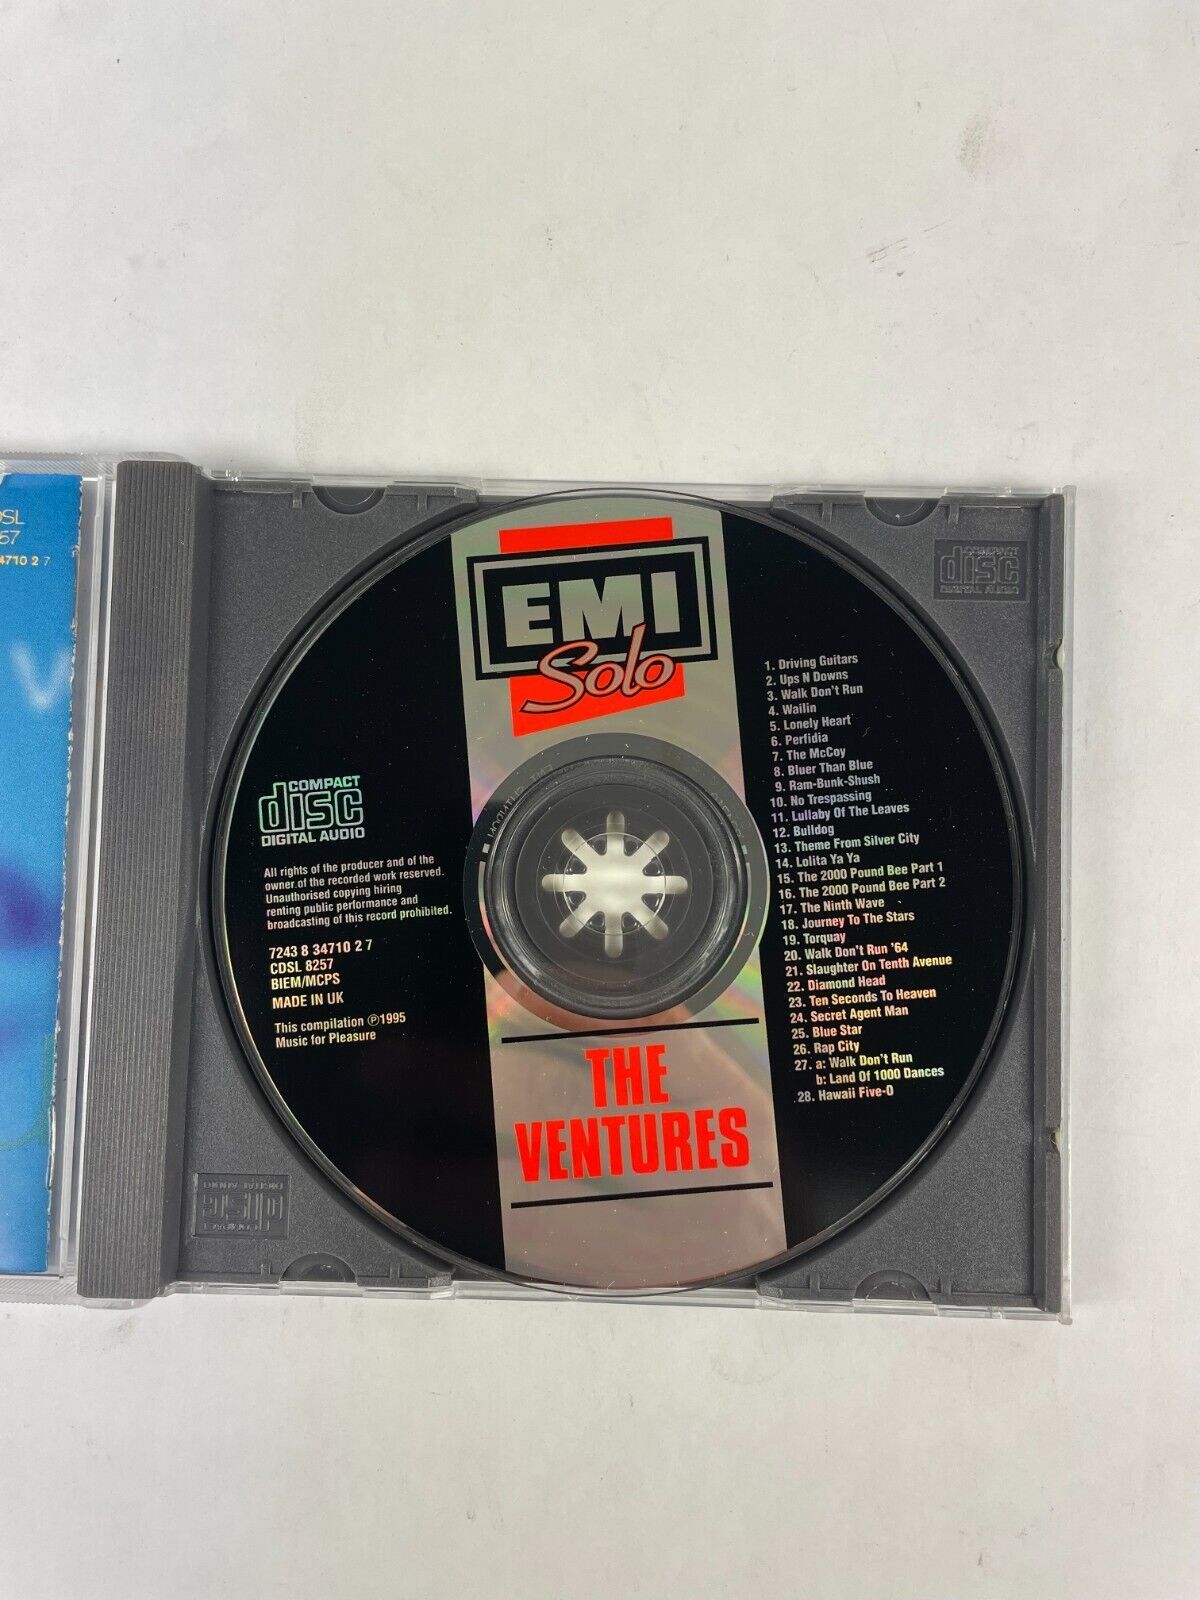 DSL
4710 2 7
V
EMI
Solo
COMPACT
disc
DIGITAL AUDIO
COMPACT
disc
DIGITAL AUDIO
All rights of the producer and of the
owner of the recorded work reserved.
Unauthorised copying hiring
renting public performance and
broadcasting of this record prohibited.
7243 8 34710 2 7
CDSL 8257
BIEM/MCPS
MADE IN UK
This compilation ℗1995
Music for Pleasure
1. Driving Guitars
2. Ups N Downs
3. Walk Don't Run
4. Wailin
5. Lonely Heart
6. Perfidia
7. The McCoy
8. Bluer Than Blue
9. Ram-Bunk-Shush
10. No Trespassing
11. Lullaby Of The Leaves
12. Bulldog
13. Theme From Silver City
14. Lolita Ya Ya
15. The 2000 Pound Bee Part 1
16. The 2000 Pound Bee Part 2
17. The Ninth Wave
18. Journey To The Stars
19. Torquay
20. Walk Don't Run '64
21. Slaughter On Tenth Avenue
22. Diamond Head
23. Ten Seconds To Heaven
24. Secret Agent Man
25. Blue Star
26. Rap City
27. a: Walk Don't Run
b: Land Of 1000 Dances
28. Hawaii Five-O
THE
VENTURES
COMPACT
disc
DIGITAL AUDIO